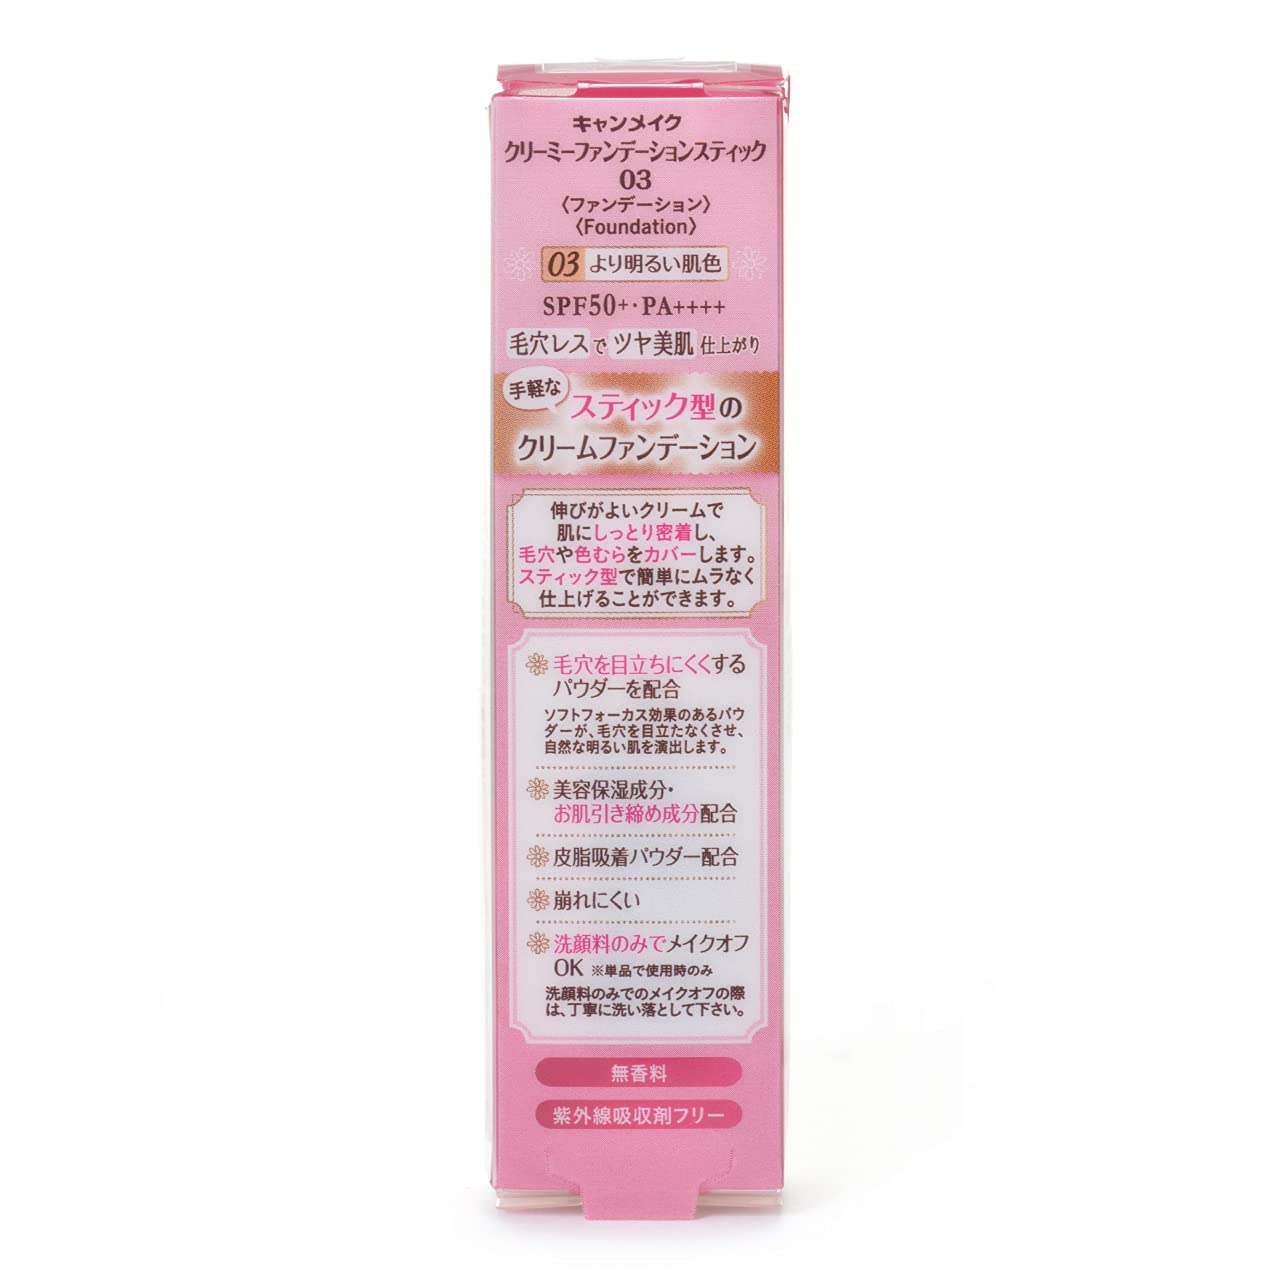 キャンメイク
クリーミーファンデーションスティック
03
〈ファンデーション〉
〈Foundation〉
03 より明るい肌色
SPF50+・PA++++
毛穴レスでツヤ美肌仕上がり
手軽な
スティック型の
クリームファンデーション
伸びがよいクリームで
肌にしっとり密着し、
毛穴や色むらをカバーします。
スティック型で簡単にムラなく
仕上げることができます。
毛穴を目立ちにくくする
パウダーを配合
ソフトフォーカス効果のあるパウ
ダーが、毛穴を目立たなくさせ、
自然な明るい肌を演出します。
美容保湿成分・
お肌引き締め成分配合
皮脂吸着パウダー配合
崩れにくい
洗顔料のみでメイクオフ
OK ※単品で使用時のみ
洗顔料のみでのメイクオフの際
は、丁寧に洗い落として下さい。
無香料
紫外線吸収剤フリー